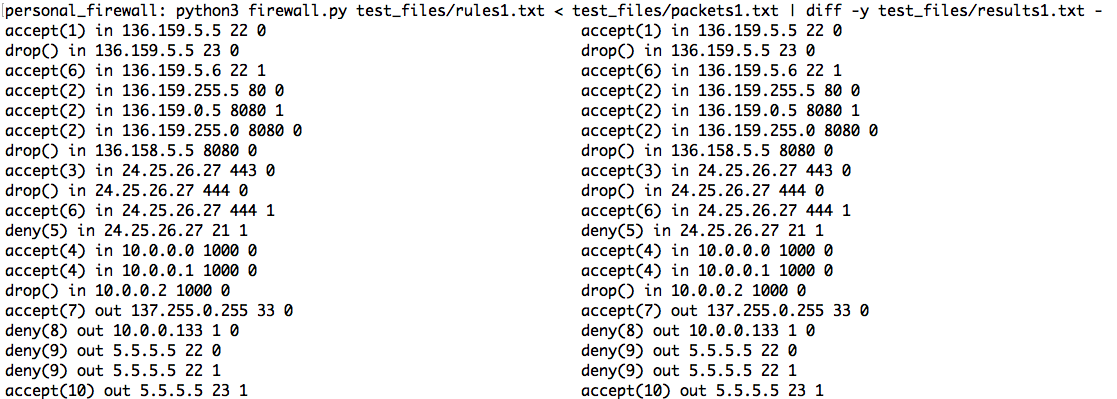 [personal_firewall: python3 firewall.py test_files/rules1.txt < test_files/packets1.txt | diff -y test_files/results1.txt -
accept(1) in 136.159.5.5 22 0 accept(1) in 136.159.5.5 22 0
drop() in 136.159.5.5 23 0 drop() in 136.159.5.5 23 0
accept(6) in 136.159.5.6 22 1 accept(6) in 136.159.5.6 22 1
accept(2) in 136.159.255.5 80 0 accept(2) in 136.159.255.5 80 0
accept(2) in 136.159.0.5 8080 1 accept(2) in 136.159.0.5 8080 1
accept(2) in 136.159.255.0 8080 0 accept(2) in 136.159.255.0 8080 0
drop() in 136.158.5.5 8080 0 drop() in 136.158.5.5 8080 0
accept(3) in 24.25.26.27 443 0 accept(3) in 24.25.26.27 443 0
drop() in 24.25.26.27 444 0 drop() in 24.25.26.27 444 0
accept(6) in 24.25.26.27 444 1 accept(6) in 24.25.26.27 444 1
deny(5) in 24.25.26.27 21 1 deny(5) in 24.25.26.27 21 1
accept(4) in 10.0.0.0 1000 0 accept(4) in 10.0.0.0 1000 0
accept(4) in 10.0.0.1 1000 0 accept(4) in 10.0.0.1 1000 0
drop() in 10.0.0.2 1000 0 drop() in 10.0.0.2 1000 0
accept(7) out 137.255.0.255 33 0 accept(7) out 137.255.0.255 33 0
deny(8) out 10.0.0.133 1 0 deny(8) out 10.0.0.133 1 0
deny(9) out 5.5.5.5 22 0 deny(9) out 5.5.5.5 22 0
deny(9) out 5.5.5.5 22 1 deny(9) out 5.5.5.5 22 1
accept(10) out 5.5.5.5 23 1 accept(10) out 5.5.5.5 23 1